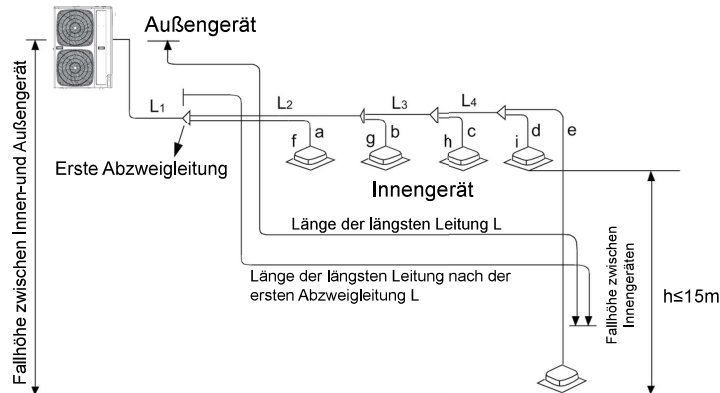 Außengerät
L1
L2
L3
L4
f
a
g
b
h
c
i
d
e
Erste Abzweigleitung
Innengerät
Länge der längsten Leitung L
Länge der längsten Leitung nach der
ersten Abzweigleitung L
Fallhöhe zwischen Innen-und Außengerät
Fallhöhe zwischen
Innengeräten
h≤15m